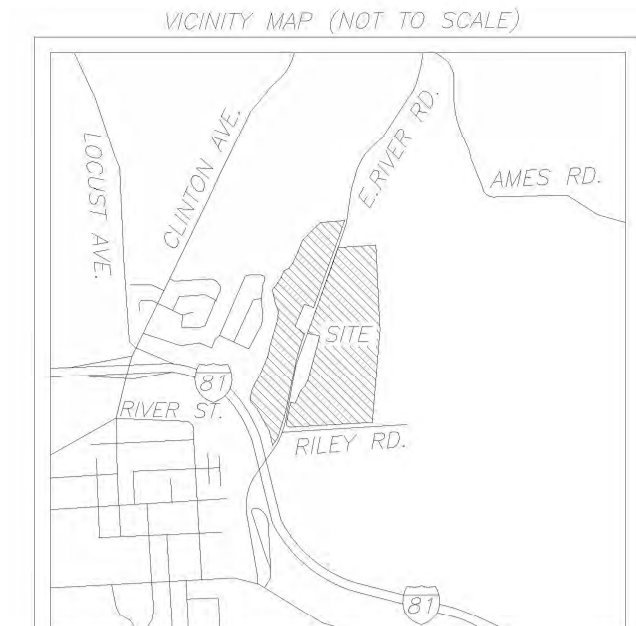 VICINITY MAP (NOT TO SCALE)
LOCUST AVE.
CLINTON AVE.
E.RIVER RD.
AMES RD.
SITE
81
RIVER ST.
RILEY RD.
81